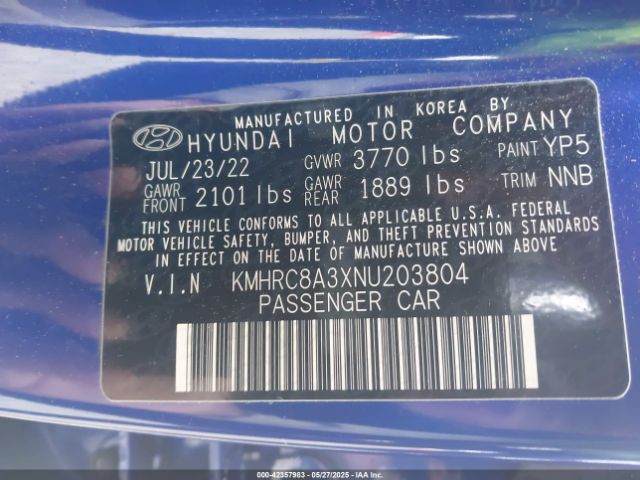 MANUFACTURED IN KOREA BY
HYUNDAI MOTOR COMPANY
JUL/23/22 GVWR 3770 lbs PAINT YP5
GAWR FRONT 2101 lbs GAWR REAR 1889 lbs TRIM NNB
THIS VEHICLE CONFORMS TO ALL APPLICABLE U.S.A. FEDERAL
MOTOR VEHICLE SAFETY, BUMPER, AND THEFT PREVENTION STANDARDS
IN EFFECT ON THE DATE OF MANUFACTURE SHOWN ABOVE.
V.I.N KMHRC8A3XNU203804
PASSENGER CAR
000-42357983 - 05/27/2025 - IAA Inc.